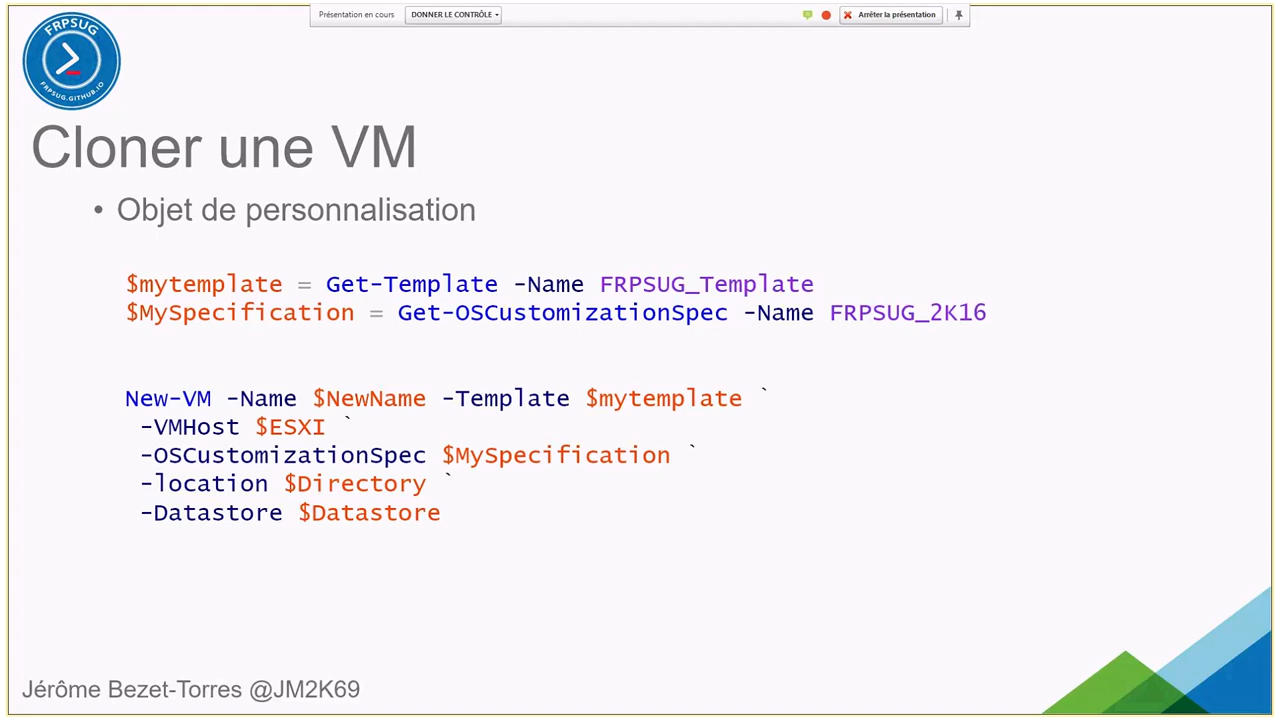 Présentation en cours DONNER LE CONTRÔLE Arrêter la présentation
FRPSUG
FRPSUG.GITHUB.IO
Cloner une VM
• Objet de personnalisation
$mytemplate = Get-Template -Name FRPSUG_Template
$MySpecification = Get-OSCustomizationSpec -Name FRPSUG_2K16
New-VM -Name $NewName -Template $mytemplate `
-VMHost $ESXI `
-OSCustomizationSpec $MySpecification `
-location $Directory `
-Datastore $Datastore
Jérôme Bezet-Torres @JM2K69